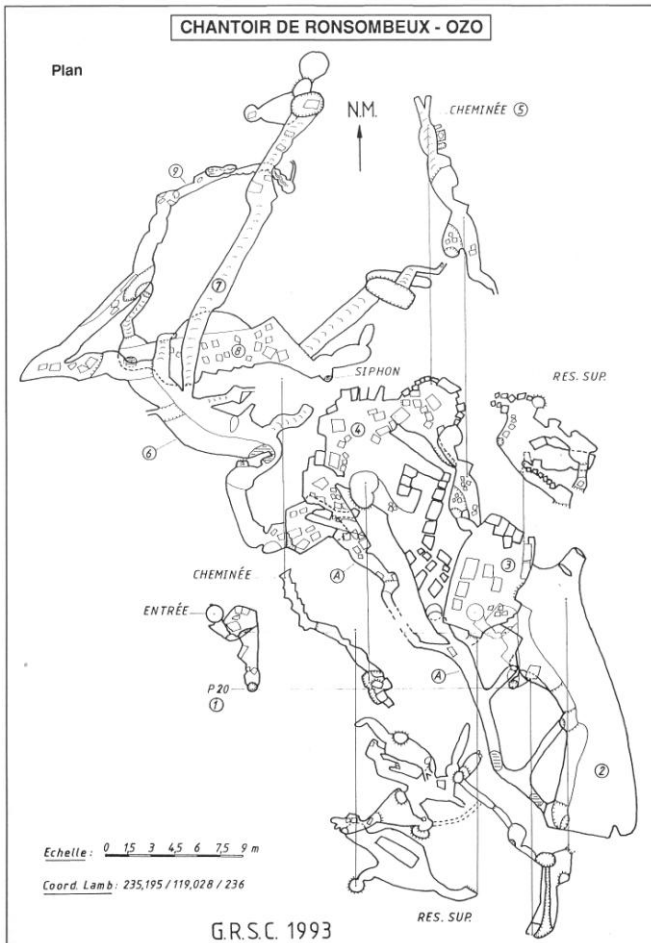 CHANTOIR DE RONSOMBEUX - OZO
Plan
N.M.
CHEMINÉE 5
9
7
8
SIPHON
RES. SUP.
4
6
3
CHEMINÉE
A
ENTRÉE
A
P 20
1
2
Echelle: 0 1,5 3 4,5 6 7,5 9 m
Coord. Lamb: 235,195 / 119,028 / 236
RES. SUP.
G.R.S.C. 1993